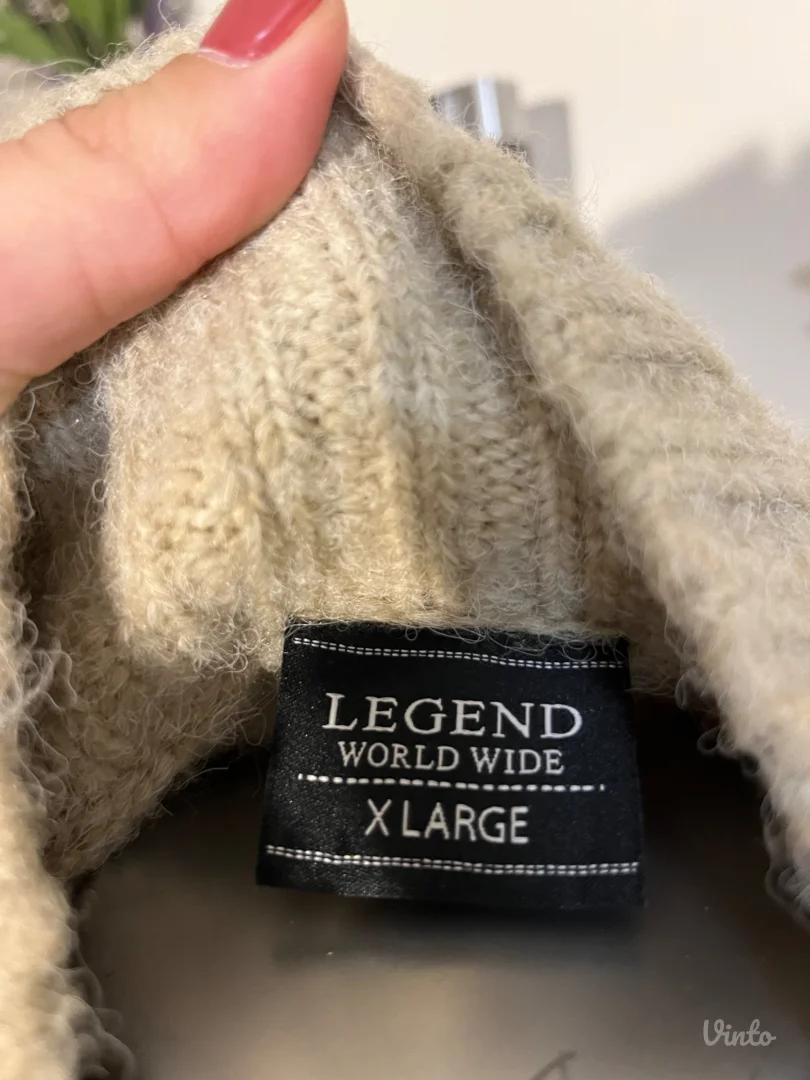 LEGEND
WORLD WIDE
X LARGE
Vinto